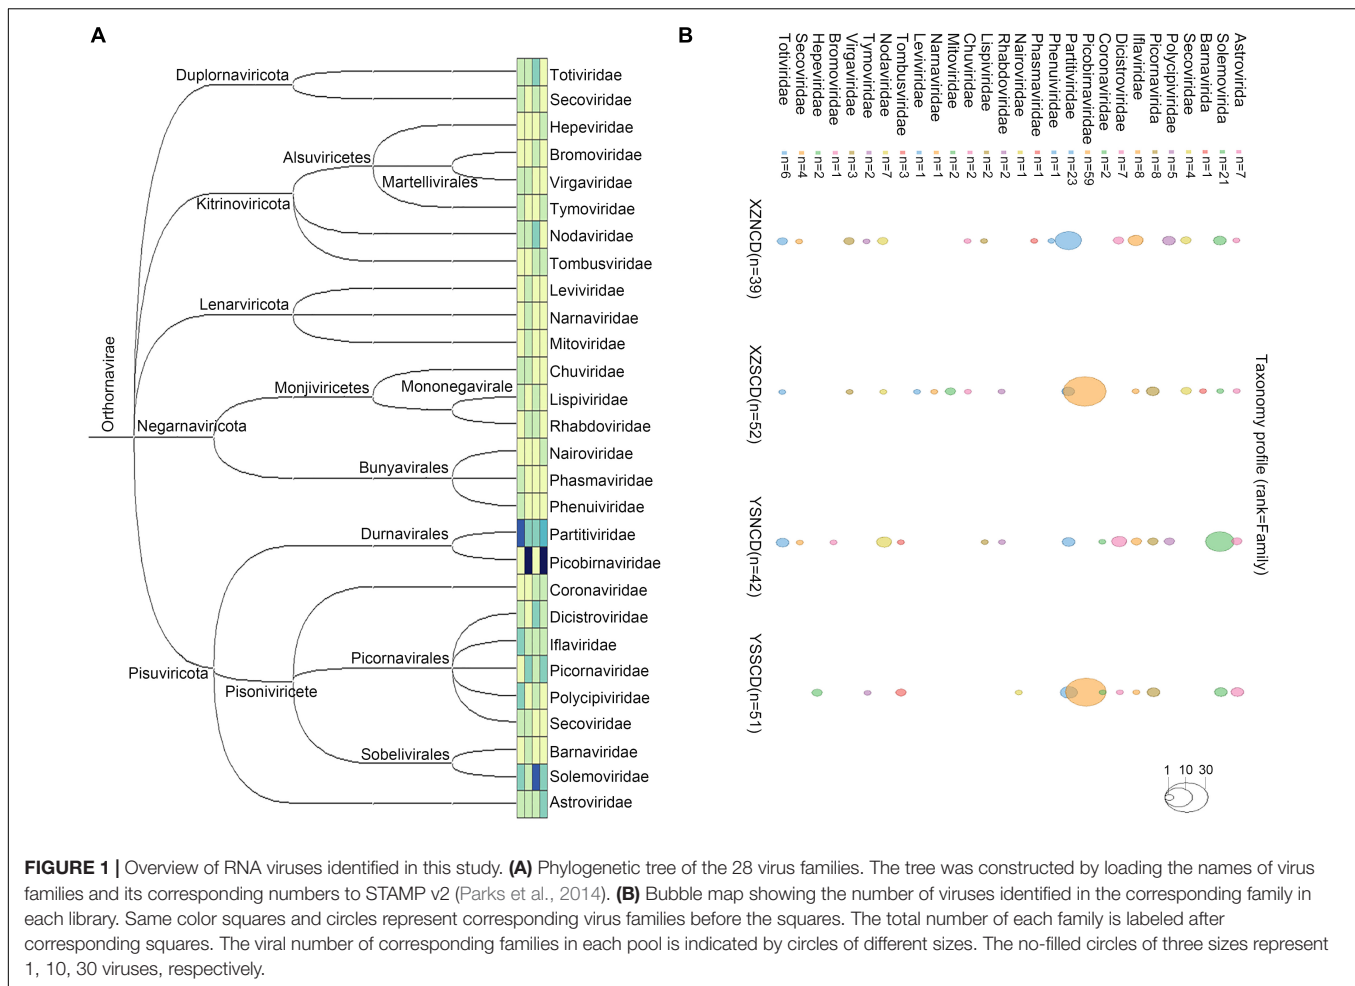 A
Orthornavirae
Duplornaviricota
Kitrinoviricota
Alsuviricetes
Martellivirales
Lenarviricota
Negarnaviricota
Monjiviricetes
Mononegavirale
Bunyavirales
Pisuviricota
Durnavirales
Pisoniviricete
Picornavirales
Sobelivirales
Totiviridae
Secoviridae
Hepeviridae
Bromoviridae
Virgaviridae
Tymoviridae
Nodaviridae
Tombusviridae
Leviviridae
Narnaviridae
Mitoviridae
Chuviridae
Lispiviridae
Rhabdoviridae
Nairoviridae
Phasmaviridae
Phenuiviridae
Partitiviridae
Picobirnaviridae
Coronaviridae
Dicistroviridae
Iflaviridae
Picornaviridae
Polycipiviridae
Secoviridae
Barnaviridae
Solemoviridae
Astroviridae
B
Totiviridae n=6
Secoviridae n=4
Hepeviridae n=2
Bromoviridae n=1
Virgaviridae n=3
Tymoviridae n=2
Nodaviridae n=7
Tombusviridae n=3
Leviviridae n=1
Narnaviridae n=1
Mitoviridae n=2
Chuviridae n=2
Lispiviridae n=2
Rhabdoviridae n=2
Nairoviridae n=1
Phasmaviridae n=1
Phenuiviridae n=1
Partitiviridae n=23
Picobirnaviridae n=59
Coronaviridae n=2
Dicistroviridae n=7
Iflaviridae n=8
Picornavirida n=8
Polycipiviridae n=5
Secoviridae n=4
Barnavirida n=1
Solemovirida n=21
Astrovirida n=7
XZNCD(n=39)
XZSCD(n=52)
YSNCD(n=42)
YSSCD(n=51)
Taxonomy profile (rank=Family)
1 10 30
FIGURE 1 | Overview of RNA viruses identified in this study. (A) Phylogenetic tree of the 28 virus families. The tree was constructed by loading the names of virus
families and its corresponding numbers to STAMP v2 (Parks et al., 2014). (B) Bubble map showing the number of viruses identified in the corresponding family in
each library. Same color squares and circles represent corresponding virus families before the squares. The total number of each family is labeled after
corresponding squares. The viral number of corresponding families in each pool is indicated by circles of different sizes. The no-filled circles of three sizes represent
1, 10, 30 viruses, respectively.